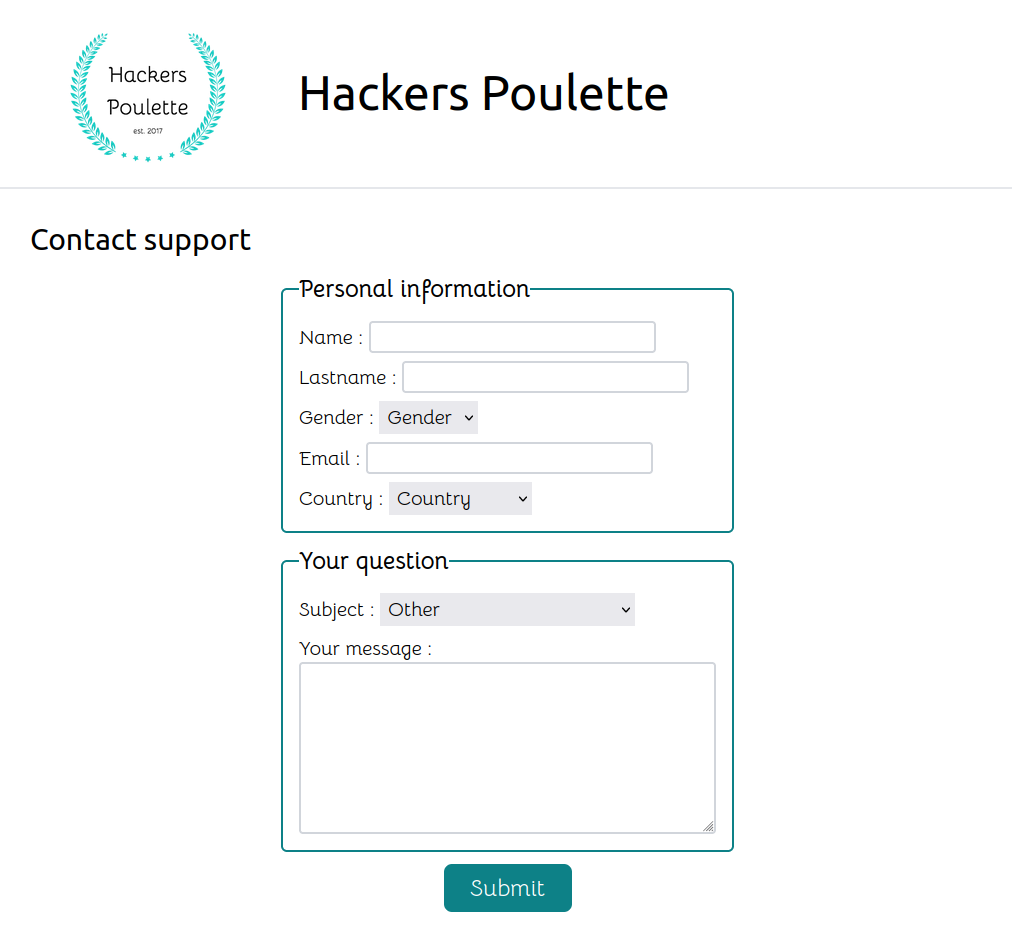 Hackers
Poulette
est. 2017
Hackers Poulette
Contact support
Personal information
Name :
Lastname :
Gender : Gender
Email :
Country : Country
Your question
Subject : Other
Your message :
Submit